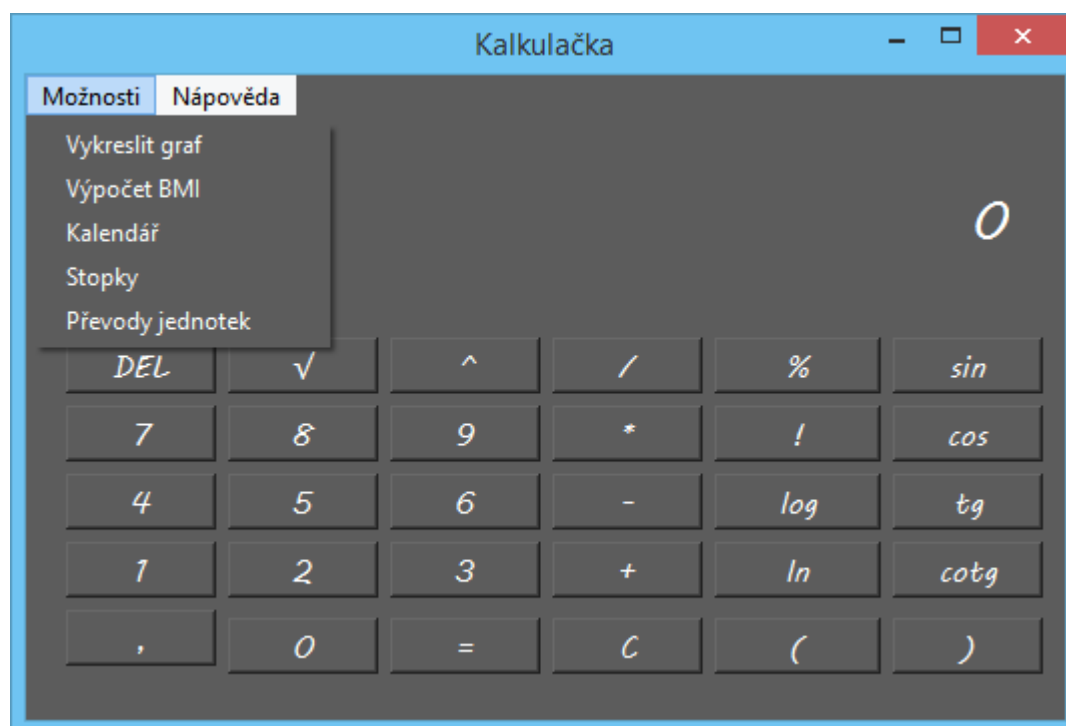 Kalkulačka
Možnosti Nápověda
Vykreslit graf
Výpočet BMI
Kalendář
Stopky
Převody jednotek
0
DEL √ ^ / % sin
7 8 9 * ! cos
4 5 6 - log tg
1 2 3 + ln cotg
, 0 = C ( )